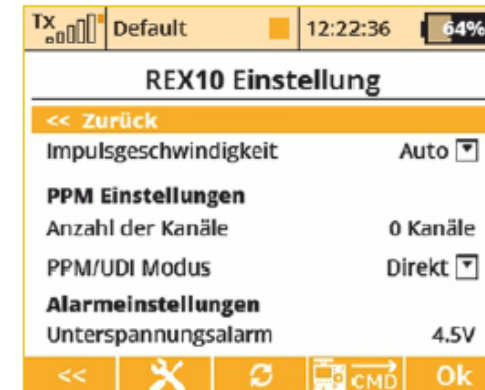 Tx Default 12:22:36 64%
REX10 Einstellung
<< Zurück
Impulsgeschwindigkeit Auto
PPM Einstellungen
Anzahl der Kanäle 0 Kanäle
PPM/UDI Modus Direkt
Alarmeinstellungen
Unterspannungsalarm 4.5V
<< CMD Ok